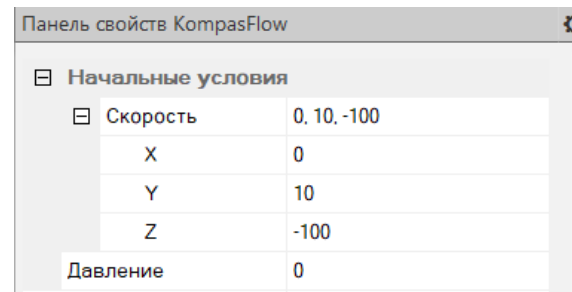 Панель свойств KompasFlow
Начальные условия
Скорость 0, 10, -100
X 0
Y 10
Z -100
Давление 0